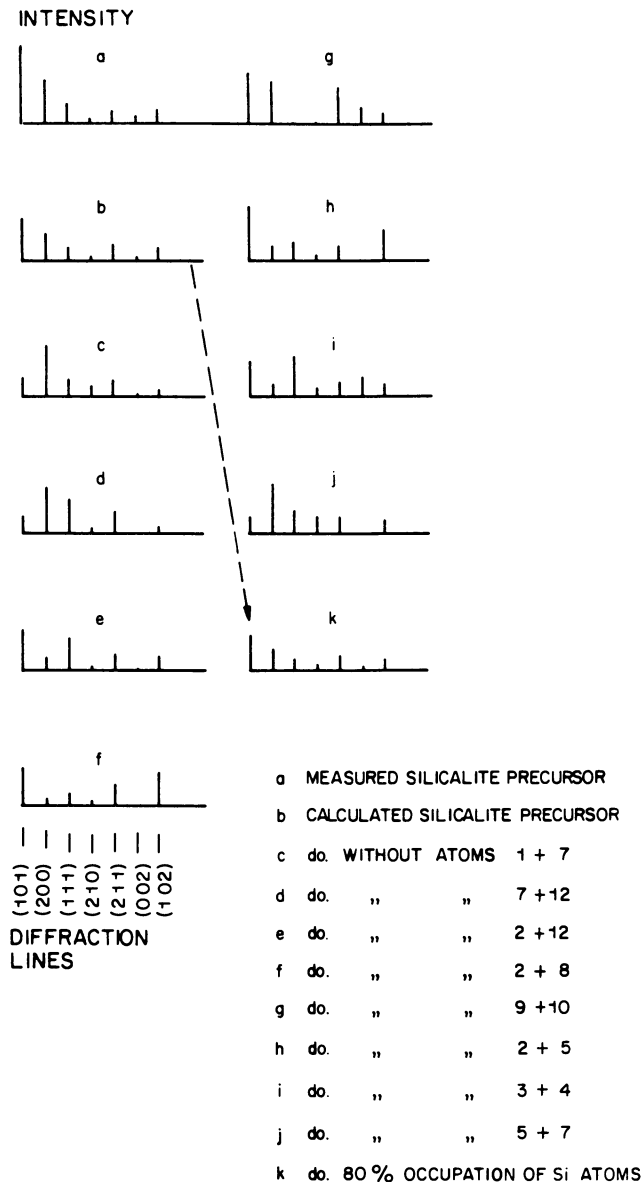 INTENSITY
a g
b h
c i
d j
e k
f
(101) (200) (111) (210) (211) (002) (102)
DIFFRACTION
LINES
a MEASURED SILICALITE PRECURSOR
b CALCULATED SILICALITE PRECURSOR
c do. WITHOUT ATOMS 1 + 7
d do. „ „ 7 + 12
e do. „ „ 2 + 12
f do. „ „ 2 + 8
g do. „ „ 9 + 10
h do. „ „ 2 + 5
i do. „ „ 3 + 4
j do. „ „ 5 + 7
k do. 80 % OCCUPATION OF Si ATOMS